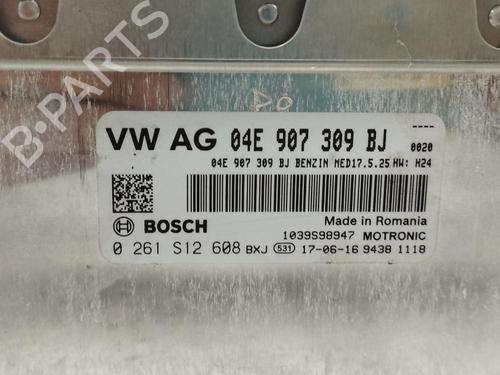 B-PARTS
DO
VW AG 04E 907 309 BJ 0020
04E 907 309 BJ BENZIN MED17.5.25 HW: H24
BOSCH
Made in Romania
1039S98947 MOTRONIC
0 261 S12 608 BXJ 531 17-06-16 9438 1118